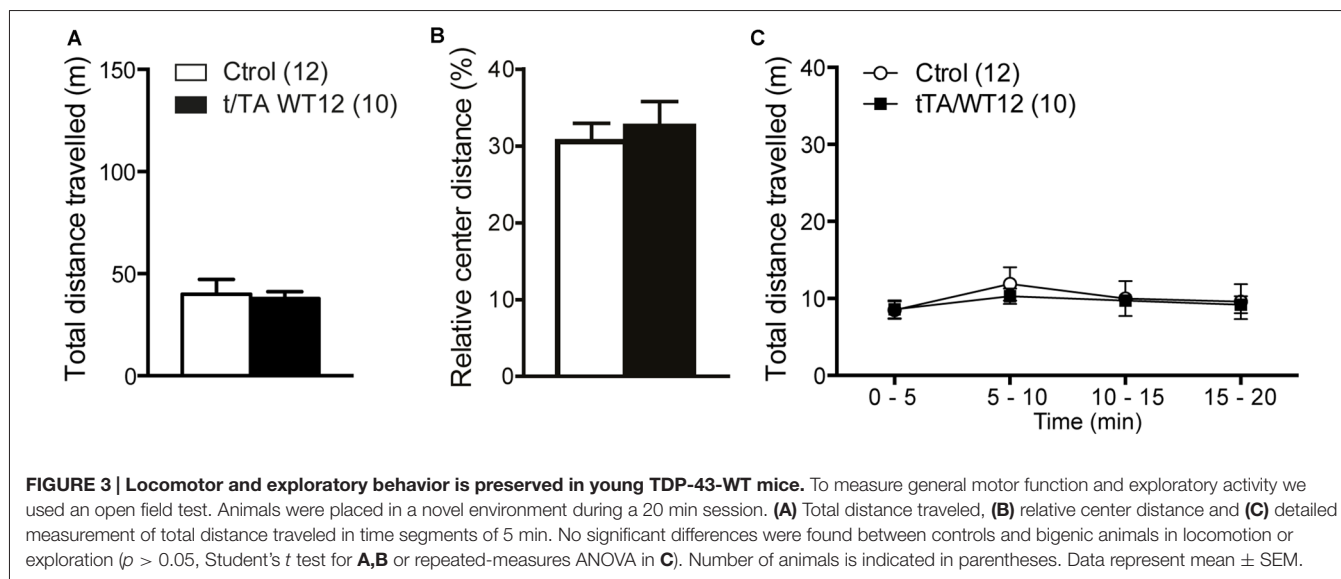 A
Total distance travelled (m)
150
100
50
0
Ctrol (12)
t/TA WT12 (10)
B
Relative center distance (%)
40
30
20
10
0
C
Total distance travelled (m)
40
30
20
10
0
Ctrol (12)
tTA/WT12 (10)
0 - 5
5 - 10
10 - 15
15 - 20
Time (min)
FIGURE 3 | Locomotor and exploratory behavior is preserved in young TDP-43-WT mice. To measure general motor function and exploratory activity we
used an open field test. Animals were placed in a novel environment during a 20 min session. (A) Total distance traveled, (B) relative center distance and (C) detailed
measurement of total distance traveled in time segments of 5 min. No significant differences were found between controls and bigenic animals in locomotion or
exploration (p > 0.05, Student's t test for A,B or repeated-measures ANOVA in C). Number of animals is indicated in parentheses. Data represent mean ± SEM.